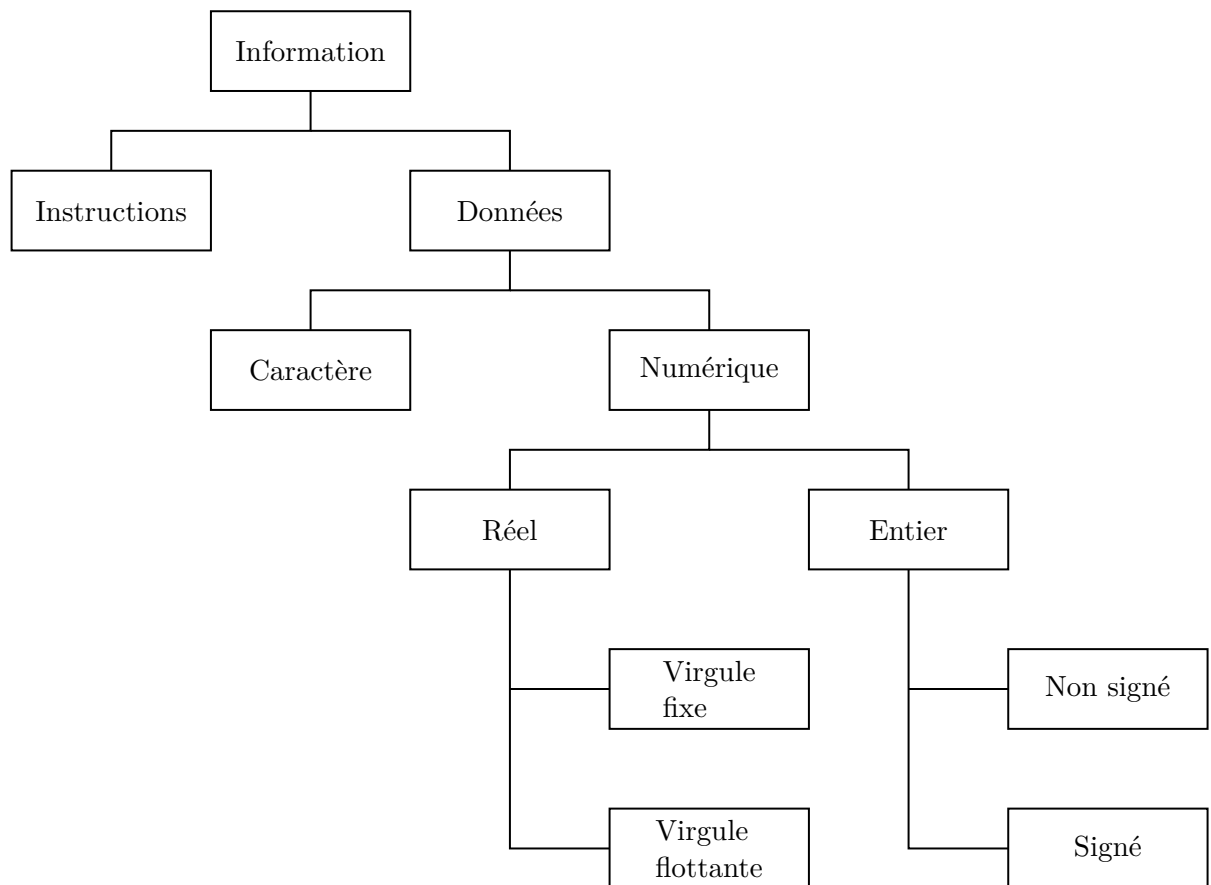 Information
Instructions
Données
Caractère
Numérique
Réel
Entier
Virgule
fixe
Non signé
Virgule
flottante
Signé